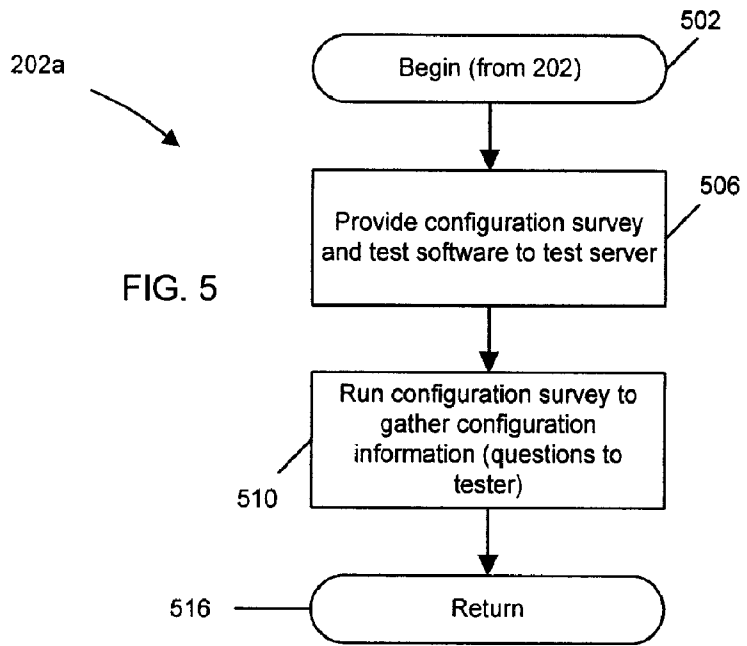 502
202a
Begin (from 202)
506
Provide configuration survey
and test software to test server
FIG. 5
Run configuration survey to
gather configuration
information (questions to
tester)
510
516
Return